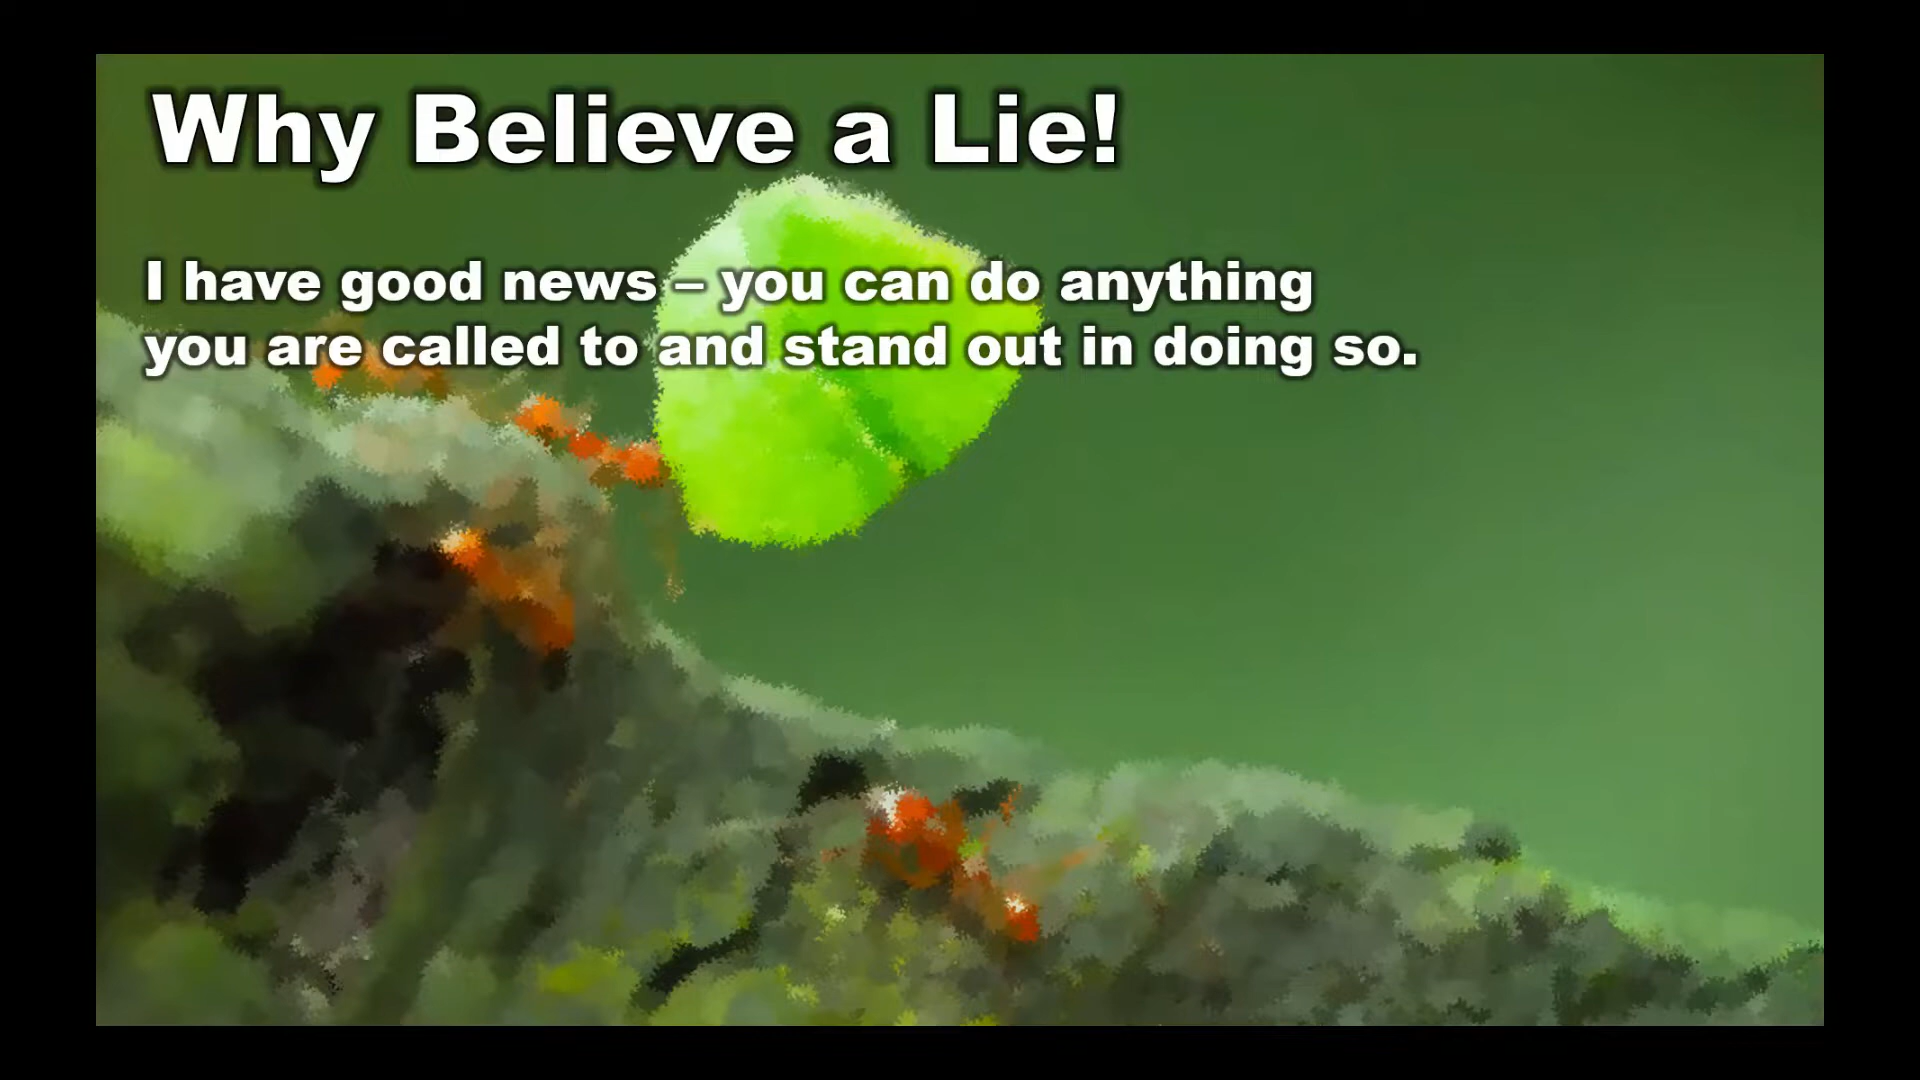 Why Believe a Lie!
I have good news – you can do anything
you are called to and stand out in doing so.